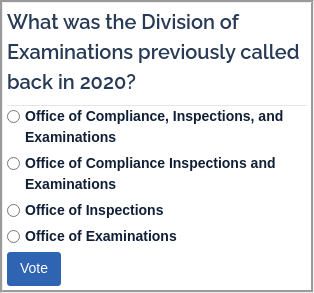 What was the Division of
Examinations previously called
back in 2020?
Office of Compliance, Inspections, and
Examinations
Office of Compliance Inspections and
Examinations
Office of Inspections
Office of Examinations
Vote